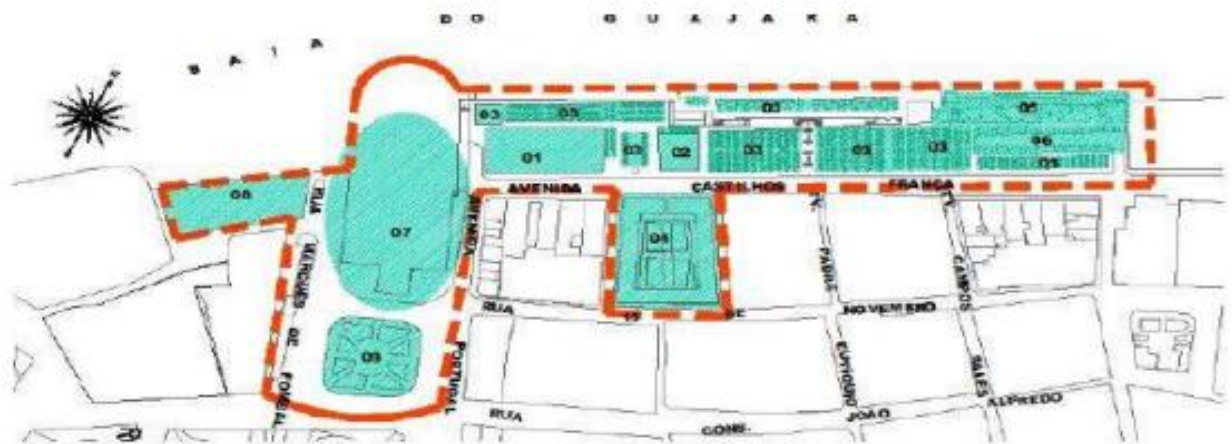 DO GUAJARA
BAIA
03
03
03
05
01
03
02
03
03
03
06
05
08
RUA
AVENIDA
CASTILHOS
FRANÇA
07
AVENIDA
04
MARQUES DE POMBAL
TV.
PADRE
EUTIQUIO
CAMPOS
SALES
RUA
15
DE
NOVEMBRO
09
PORTUGAL
RUA
CONS.
JOAO
ALFREDO